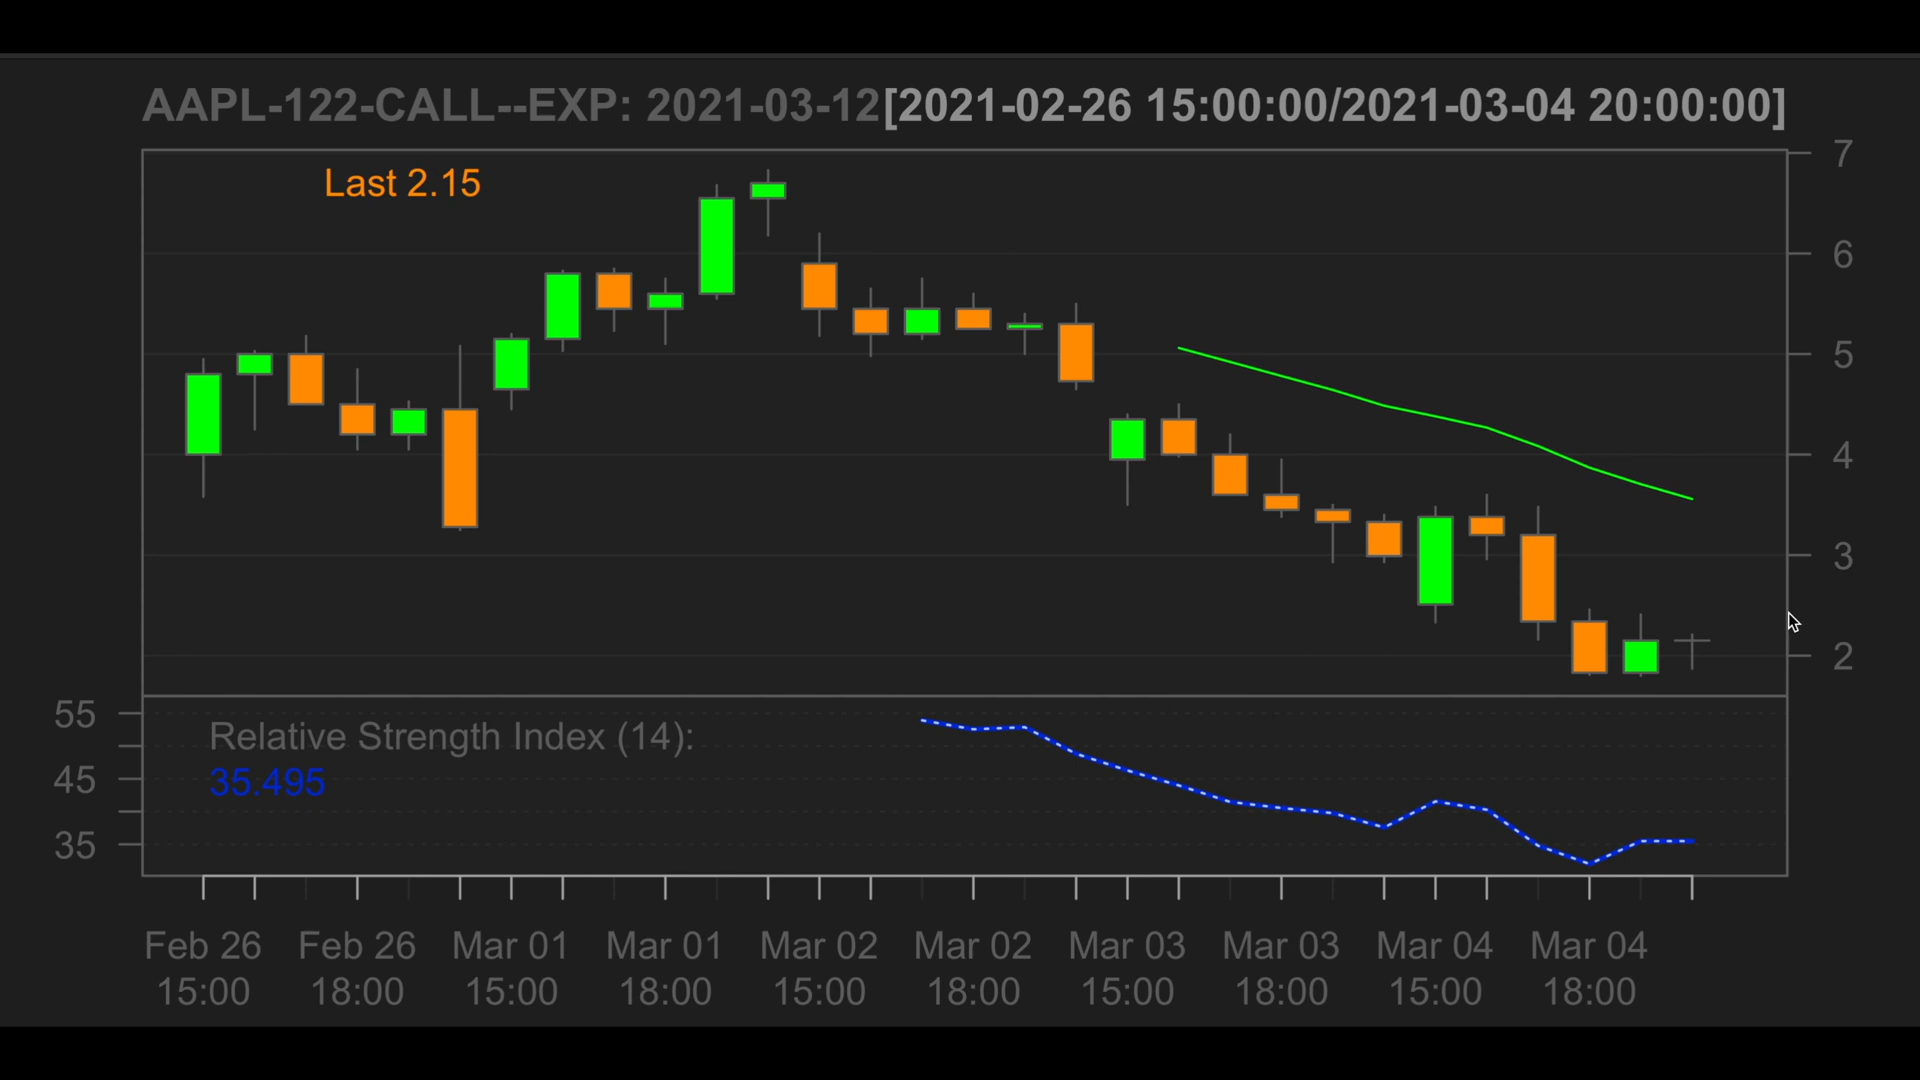 AAPL-122-CALL--EXP: 2021-03-12[2021-02-26 15:00:00/2021-03-04 20:00:00]
Last 2.15
7
6
5
4
3
2
55
45
35
Relative Strength Index (14):
35.495
Feb 26 Feb 26 Mar 01 Mar 01 Mar 02 Mar 02 Mar 03 Mar 03 Mar 04 Mar 04
15:00 18:00 15:00 18:00 15:00 18:00 15:00 18:00 15:00 18:00